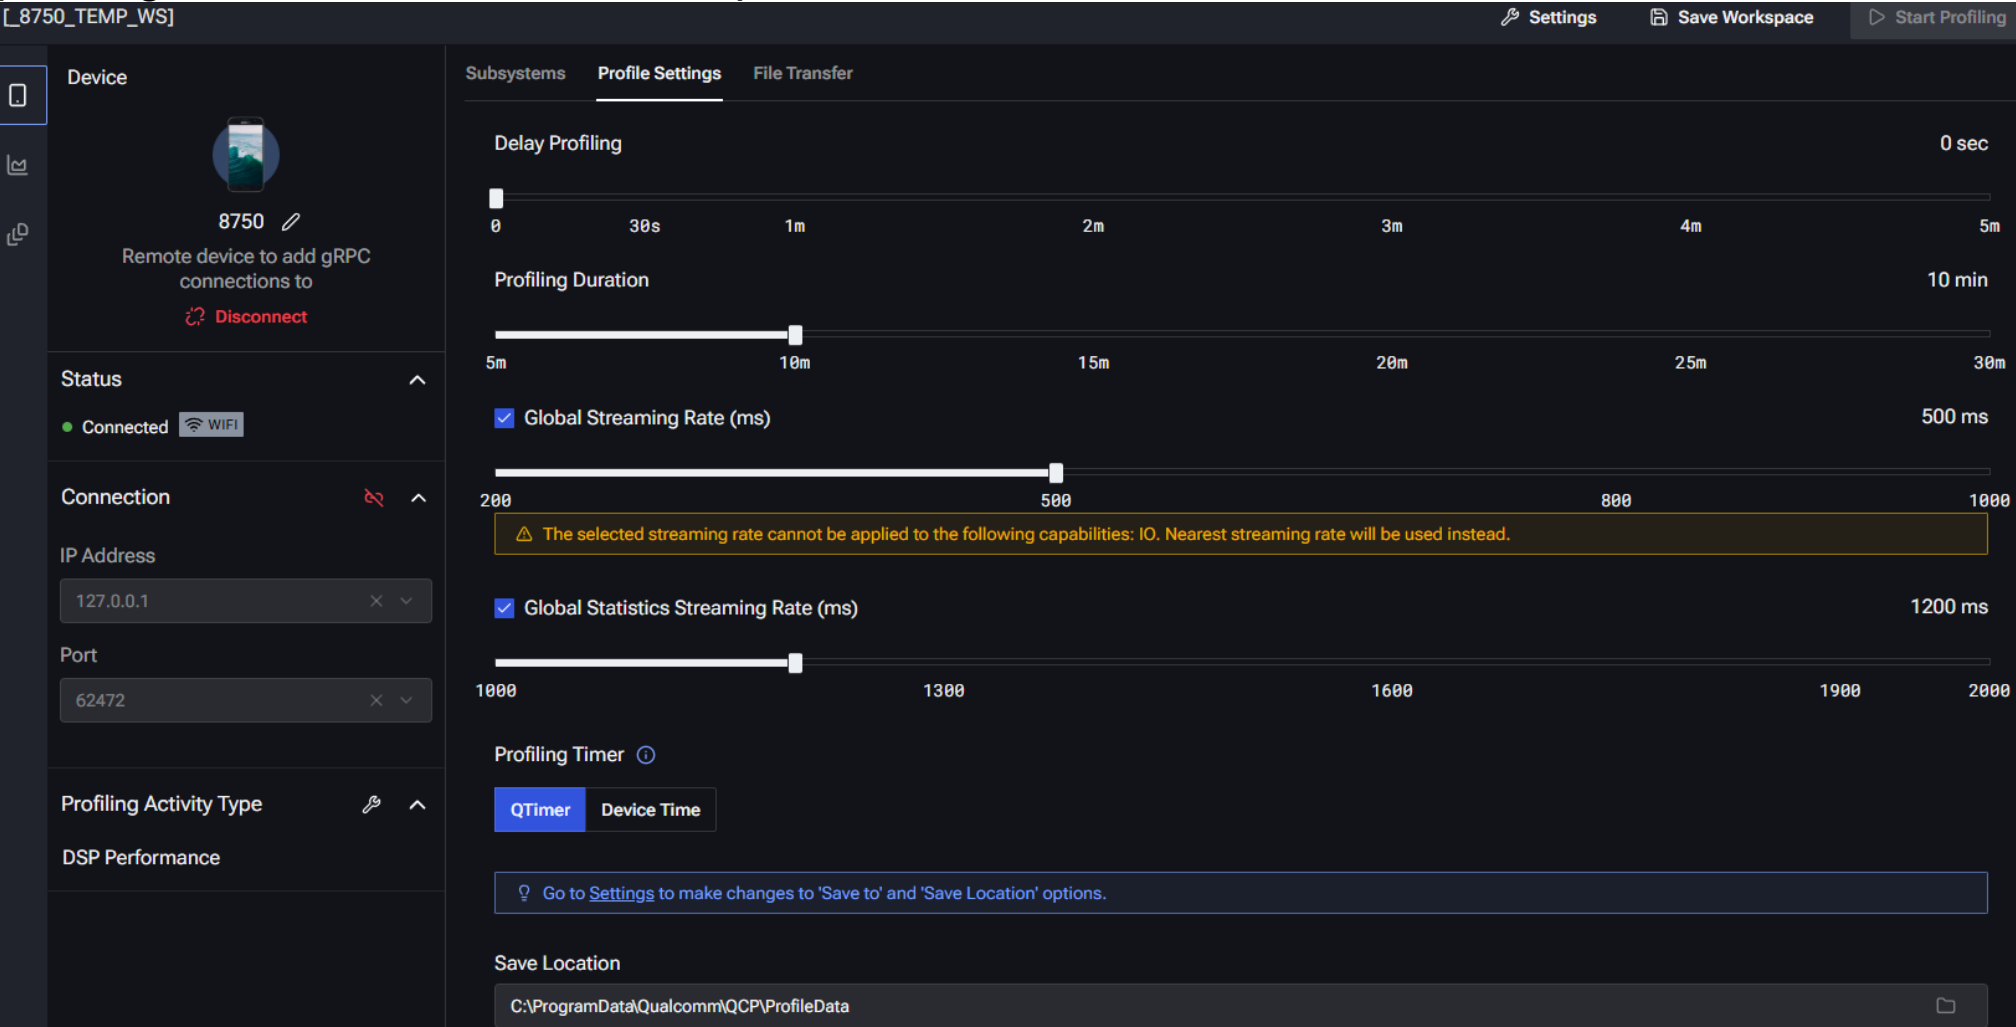 [_8750_TEMP_WS]
Settings
Save Workspace
Start Profiling
Device
8750
Remote device to add gRPC
connections to
Disconnect
Status
Connected
WIFI
Connection
IP Address
127.0.0.1
Port
62472
Profiling Activity Type
DSP Performance
Subsystems
Profile Settings
File Transfer
Delay Profiling
0 sec
0 30s 1m 2m 3m 4m 5m
Profiling Duration
10 min
5m 10m 15m 20m 25m 30m
Global Streaming Rate (ms)
500 ms
200 500 800 1000
The selected streaming rate cannot be applied to the following capabilities: IO. Nearest streaming rate will be used instead.
Global Statistics Streaming Rate (ms)
1200 ms
1000 1300 1600 1900 2000
Profiling Timer
QTimer
Device Time
Go to Settings to make changes to 'Save to' and 'Save Location' options.
Save Location
C:\ProgramData\Qualcomm\QCP\ProfileData